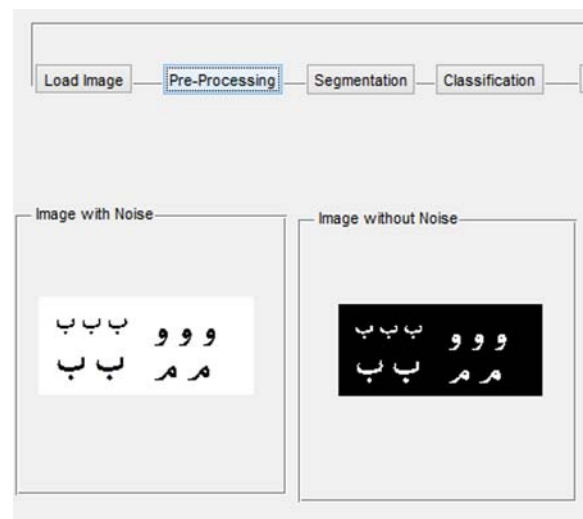 Load Image
Pre-Processing
Segmentation
Classification
Image with Noise
و و و ب ب ب
م م ب ب
Image without Noise
و و و ب ب ب
م م ب ب